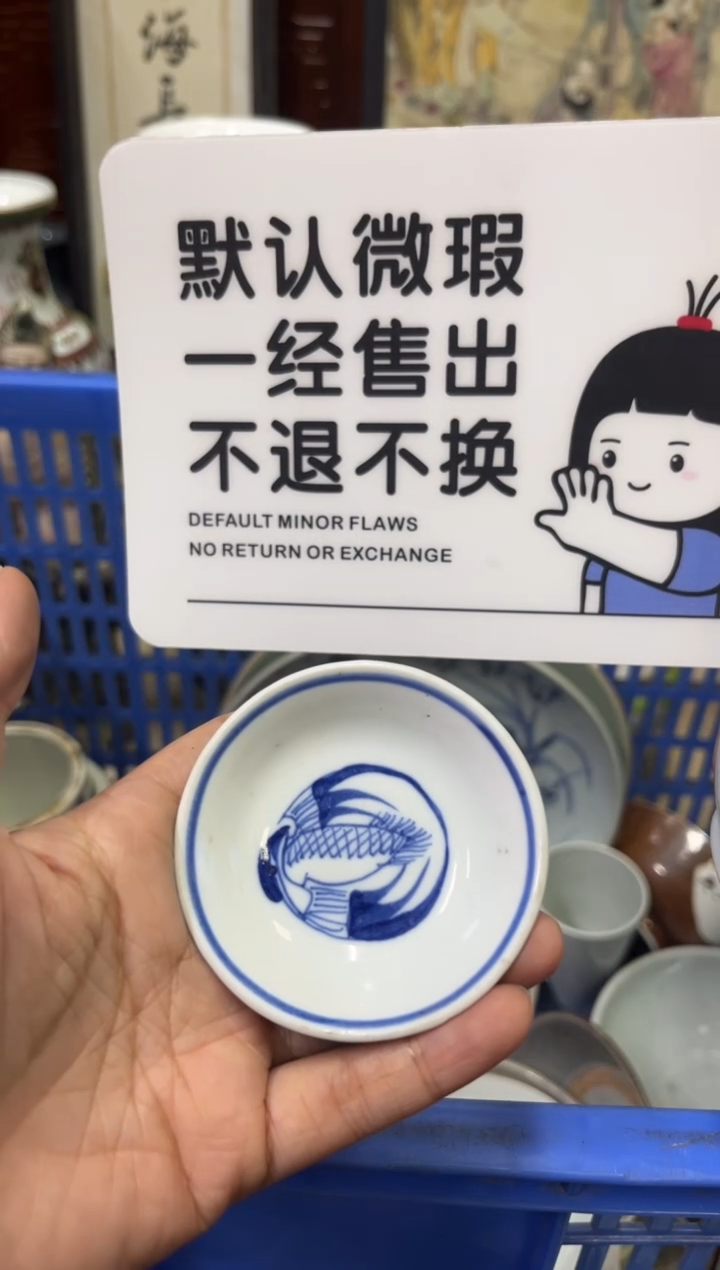 海
默认微瑕
一经售出
不退不换
DEFAULT MINOR FLAWS
NO RETURN OR EXCHANGE